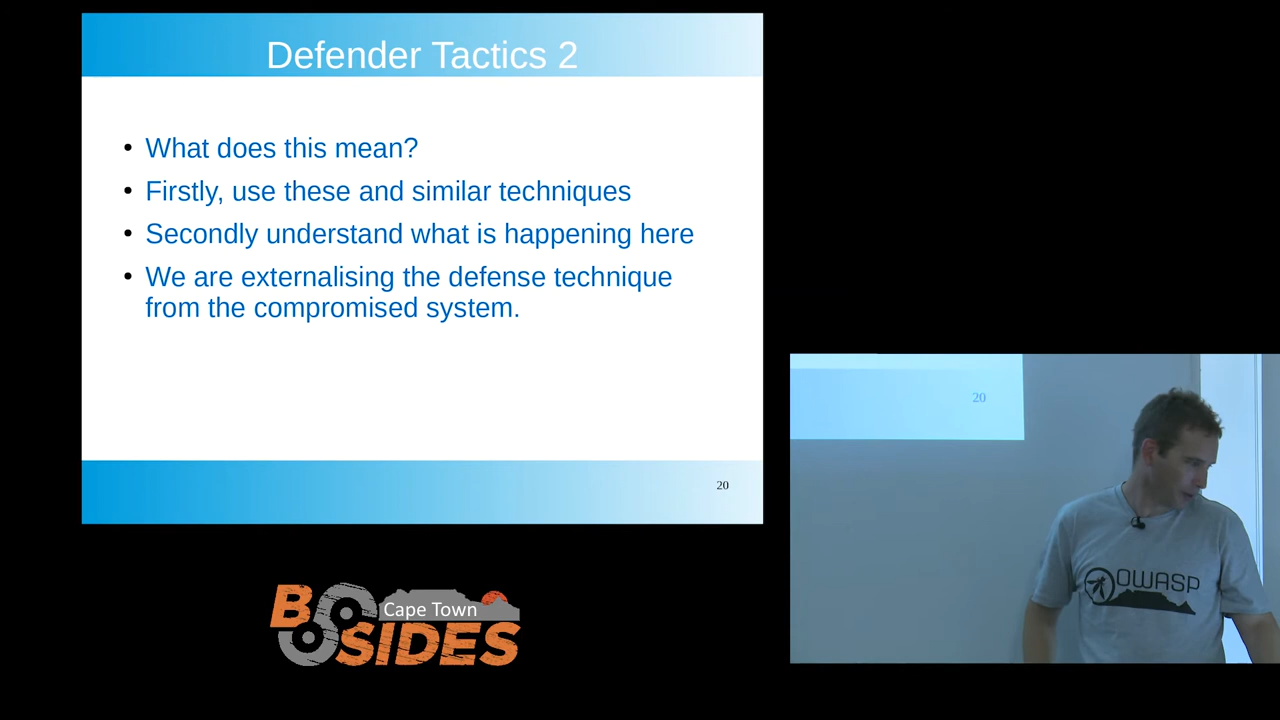 Defender Tactics 2
• What does this mean?
• Firstly, use these and similar techniques
• Secondly understand what is happening here
• We are externalising the defense technique
from the compromised system.
20
20
OWASP
B
Cape Town
SIDES